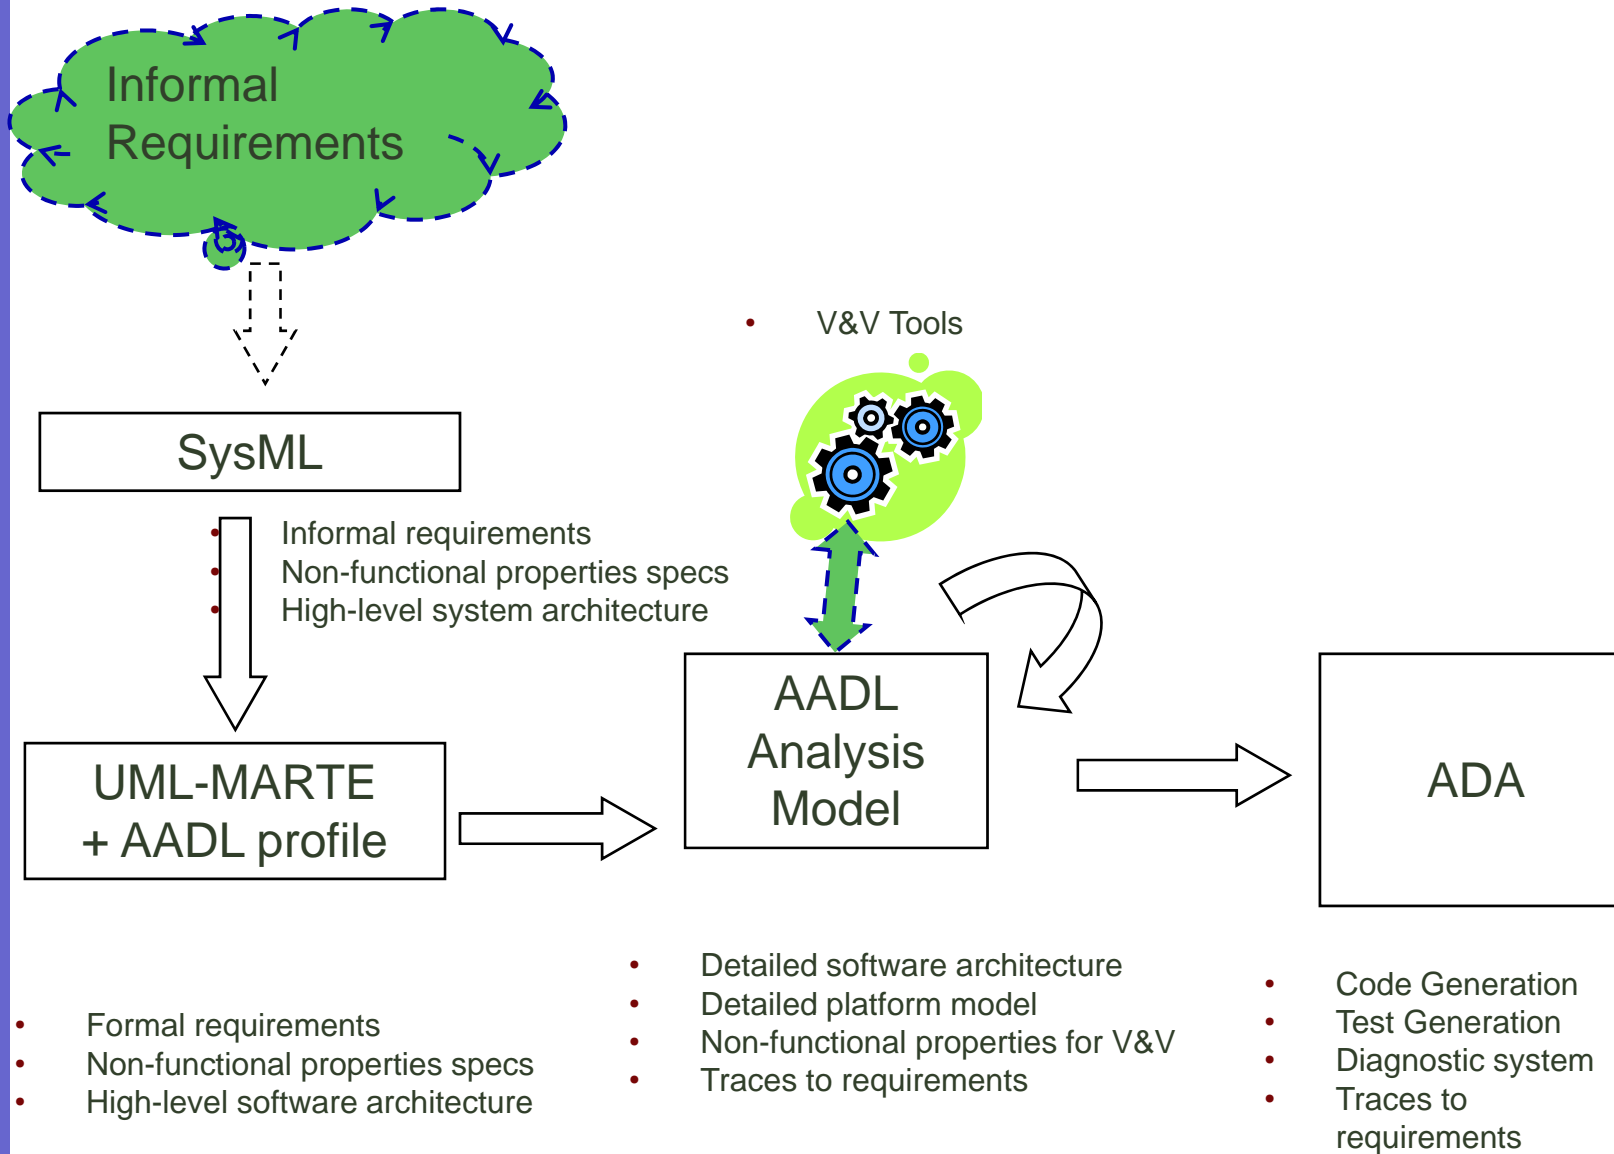 Informal
Requirements
• V&V Tools
SysML
• Informal requirements
• Non-functional properties specs
• High-level system architecture
AADL
Analysis
Model
UML-MARTE
+ AADL profile
ADA
• Formal requirements
• Non-functional properties specs
• High-level software architecture
• Detailed software architecture
• Detailed platform model
• Non-functional properties for V&V
• Traces to requirements
• Code Generation
• Test Generation
• Diagnostic system
• Traces to
requirements